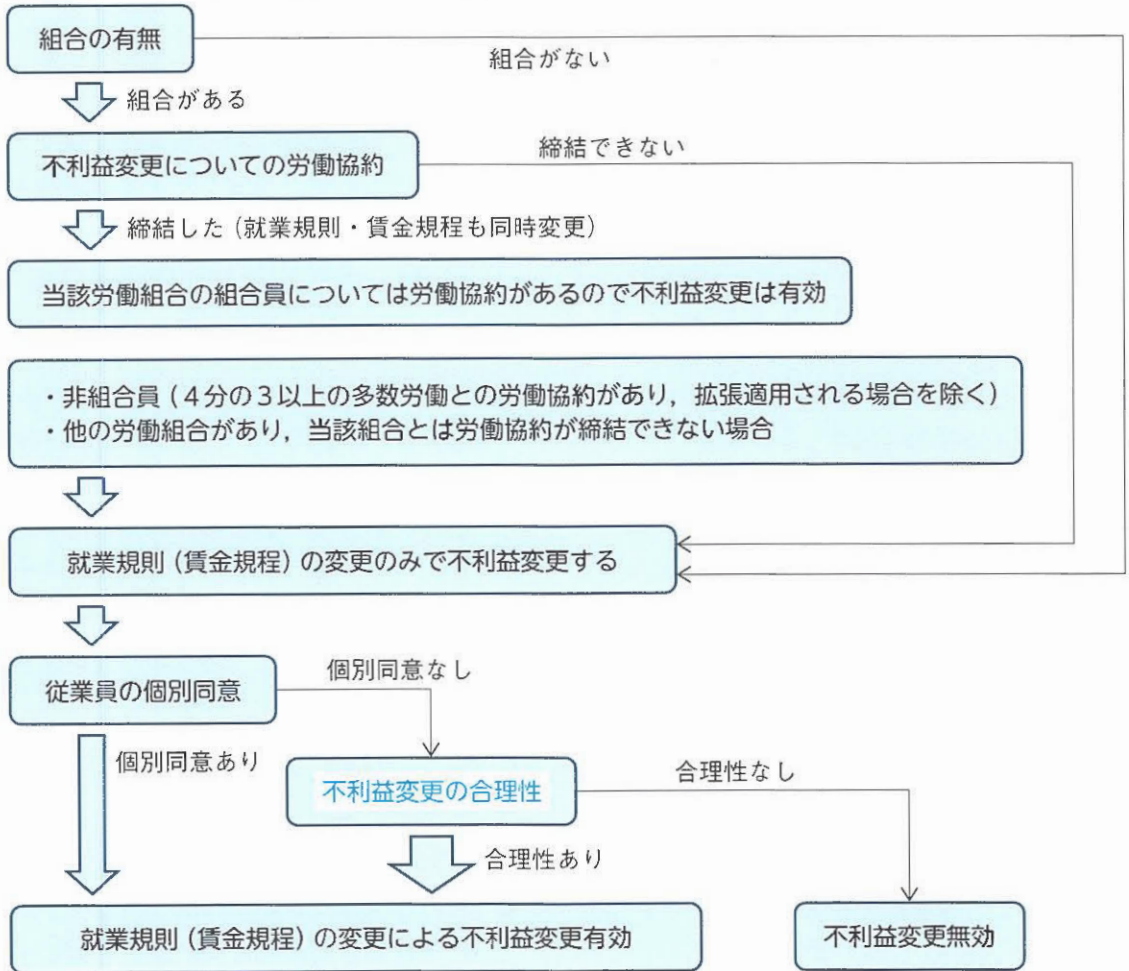 組合の有無
組合がない
組合がある
不利益変更についての労働協約
締結できない
締結した(就業規則・賃金規程も同時変更)
当該労働組合の組合員については労働協約があるので不利益変更は有効
・非組合員(4分の3以上の多数労働との労働協約があり，拡張適用される場合を除く)
・他の労働組合があり，当該組合とは労働協約が締結できない場合
就業規則(賃金規程)の変更のみで不利益変更する
従業員の個別同意
個別同意なし
個別同意あり
不利益変更の合理性
合理性なし
合理性あり
就業規則(賃金規程)の変更による不利益変更有効
不利益変更無効